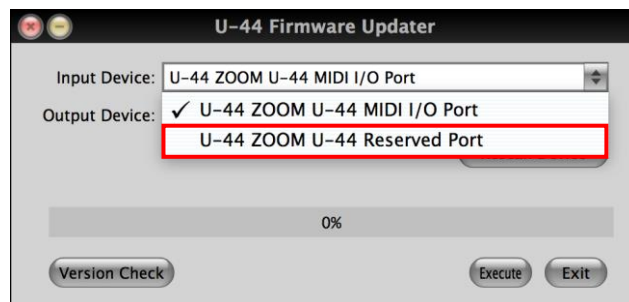 U-44 Firmware Updater
Input Device: U-44 ZOOM U-44 MIDI I/O Port
Output Device: ✓ U-44 ZOOM U-44 MIDI I/O Port
U-44 ZOOM U-44 Reserved Port
0%
Version Check Execute Exit